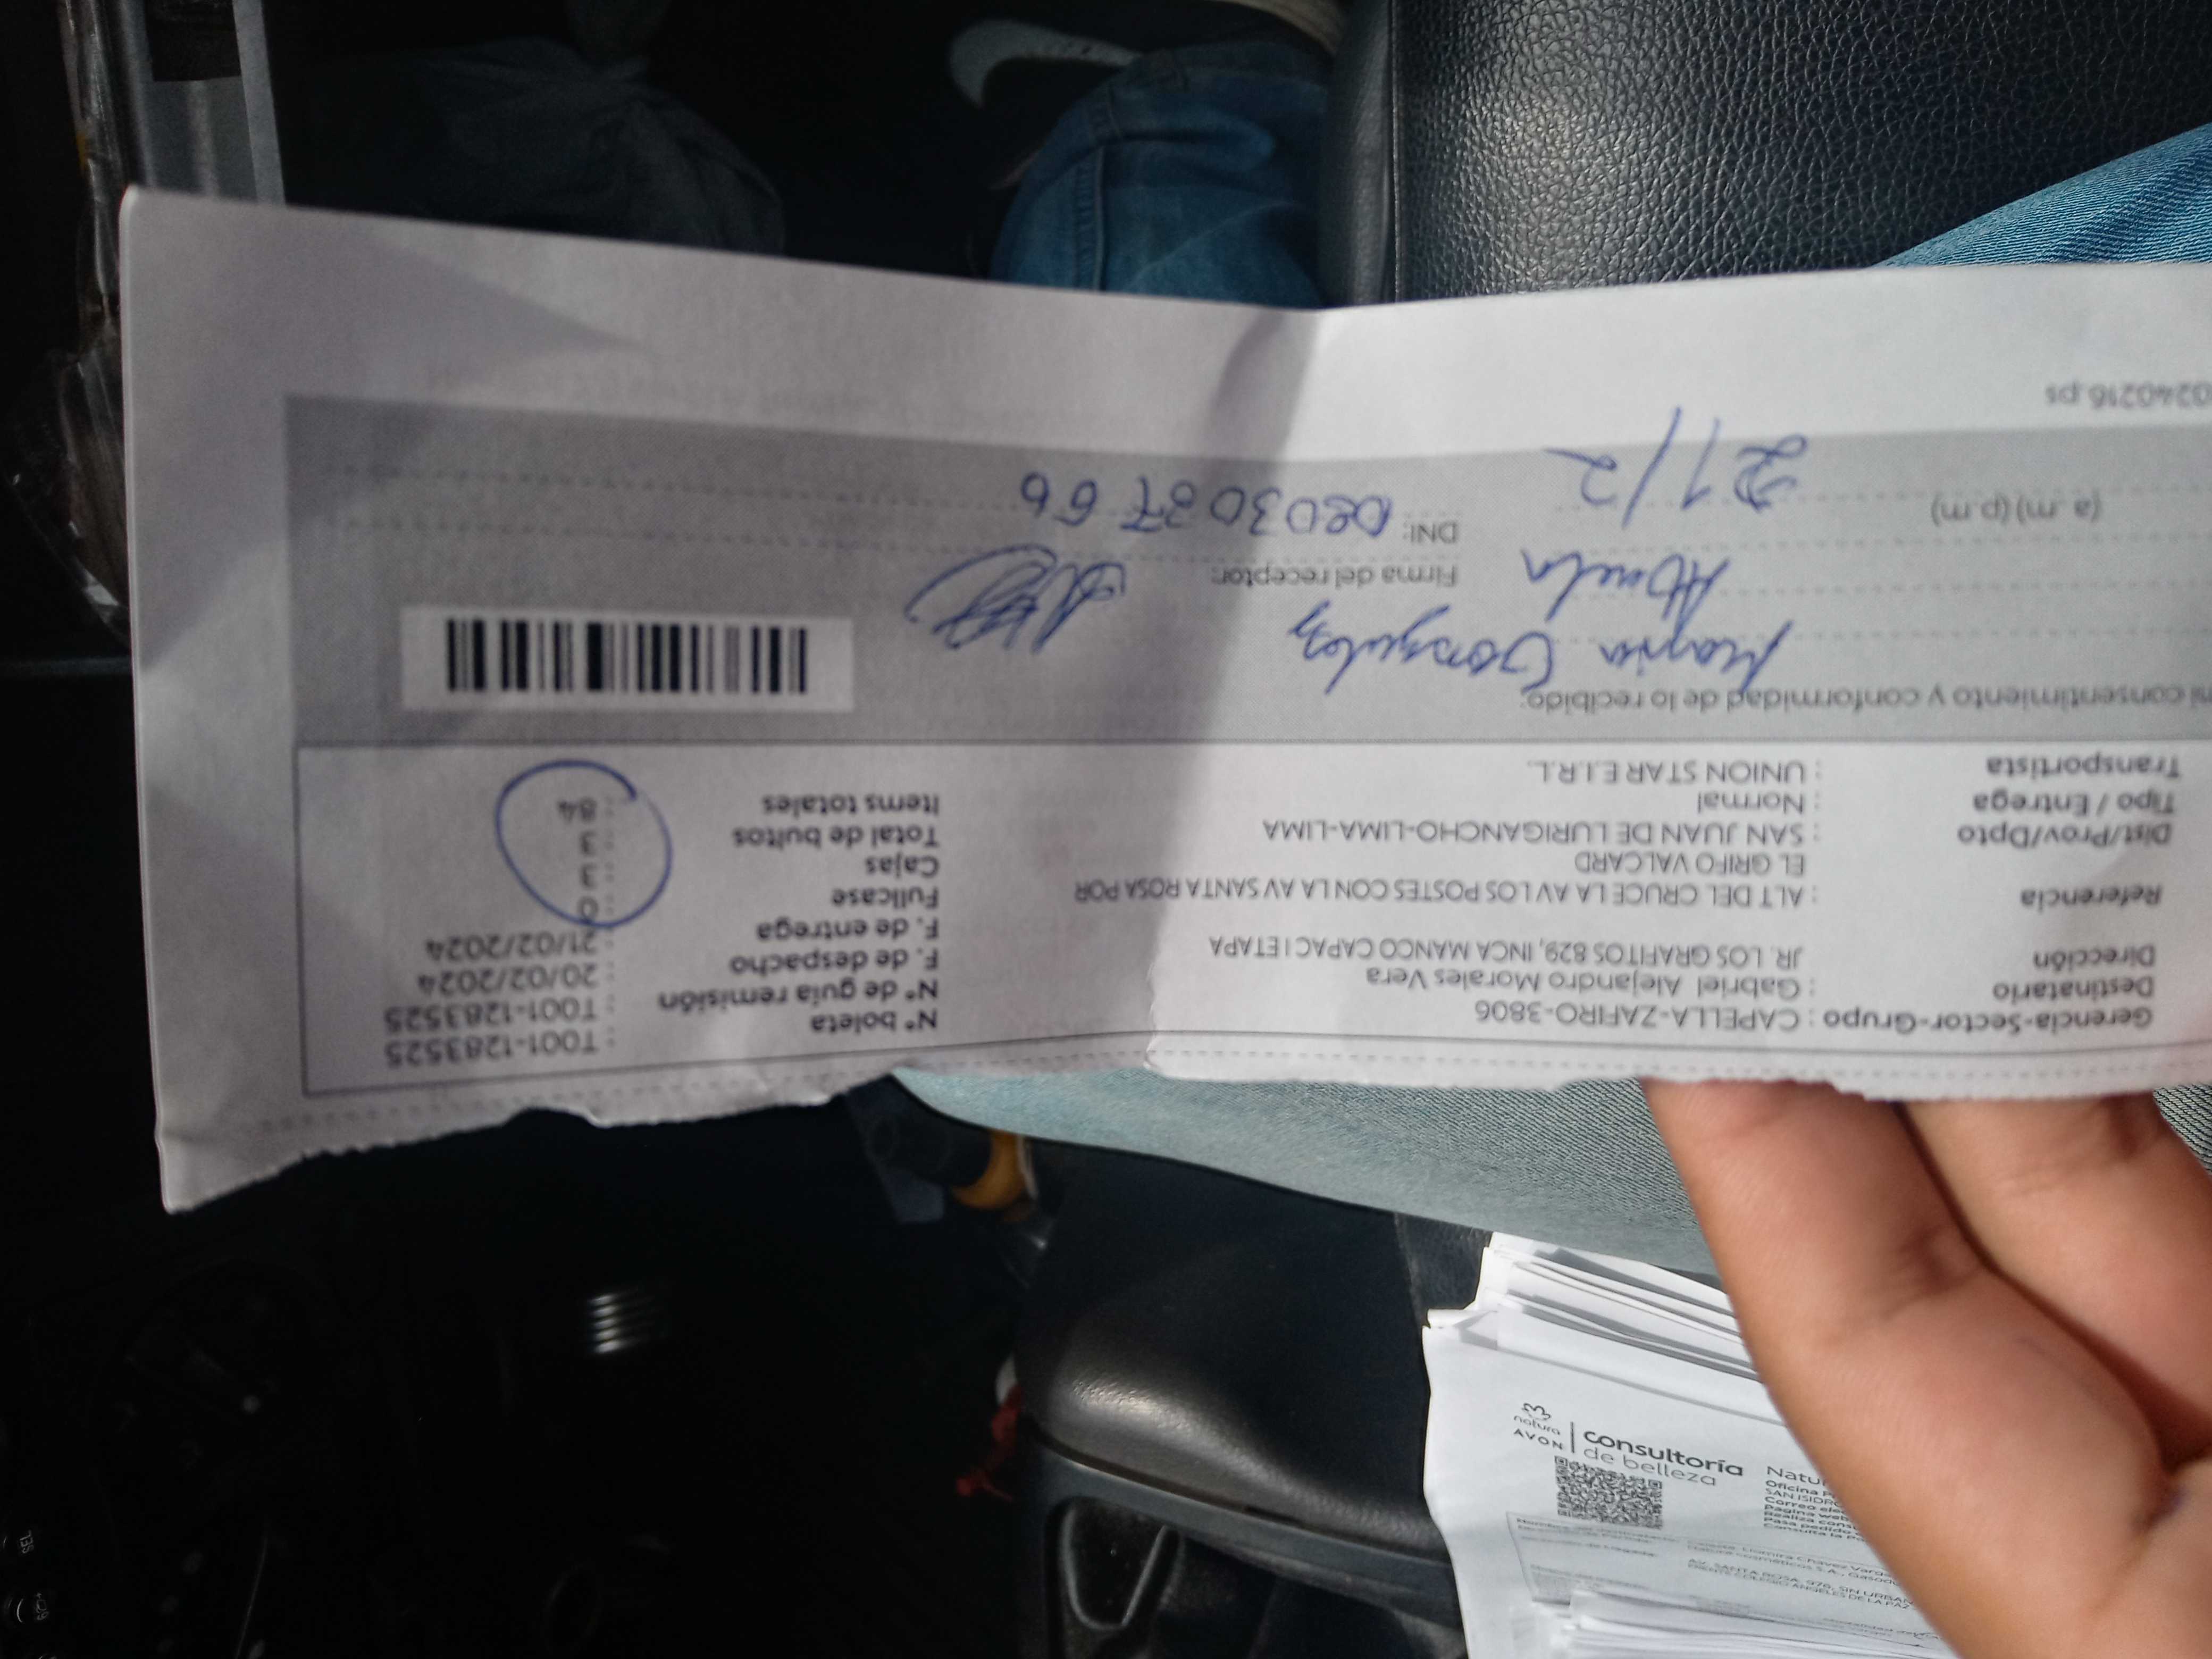 Gerencia-Sector-Grupo : CAPELLA-ZAFIRO-3806
Destinatario : Gabriel Alejandro Morales Vera
Dirección JR. LOS GRAFITOS 829, INCA MANCO CAPAC I ETAPA
Referencia : ALT DEL CRUCE LA AV LOS POSTES CON LA AV SANTA ROSA POR
EL GRIFO VALCARD
Dist/Prov/Dpto : SAN JUAN DE LURIGANCHO-LIMA-LIMA
Tipo / Entrega : Normal
Transportista : UNION STAR E.I.R.L.
N° boleta : T001-1283525
N° de guía remisión : T001-1283525
F. de despacho : 20/02/2024
F. de entrega : 21/02/2024
Fullcase : 0
Cajas : 3
Total de bultos : 3
Items totales : 84
mi consentimiento y conformidad de lo recibido:
Maria Gonzales
Abuela
Firma del receptor:
DNI:
(a m) (p m) 21/2
0240216.ps
natura
AVON
consultoría
de belleza